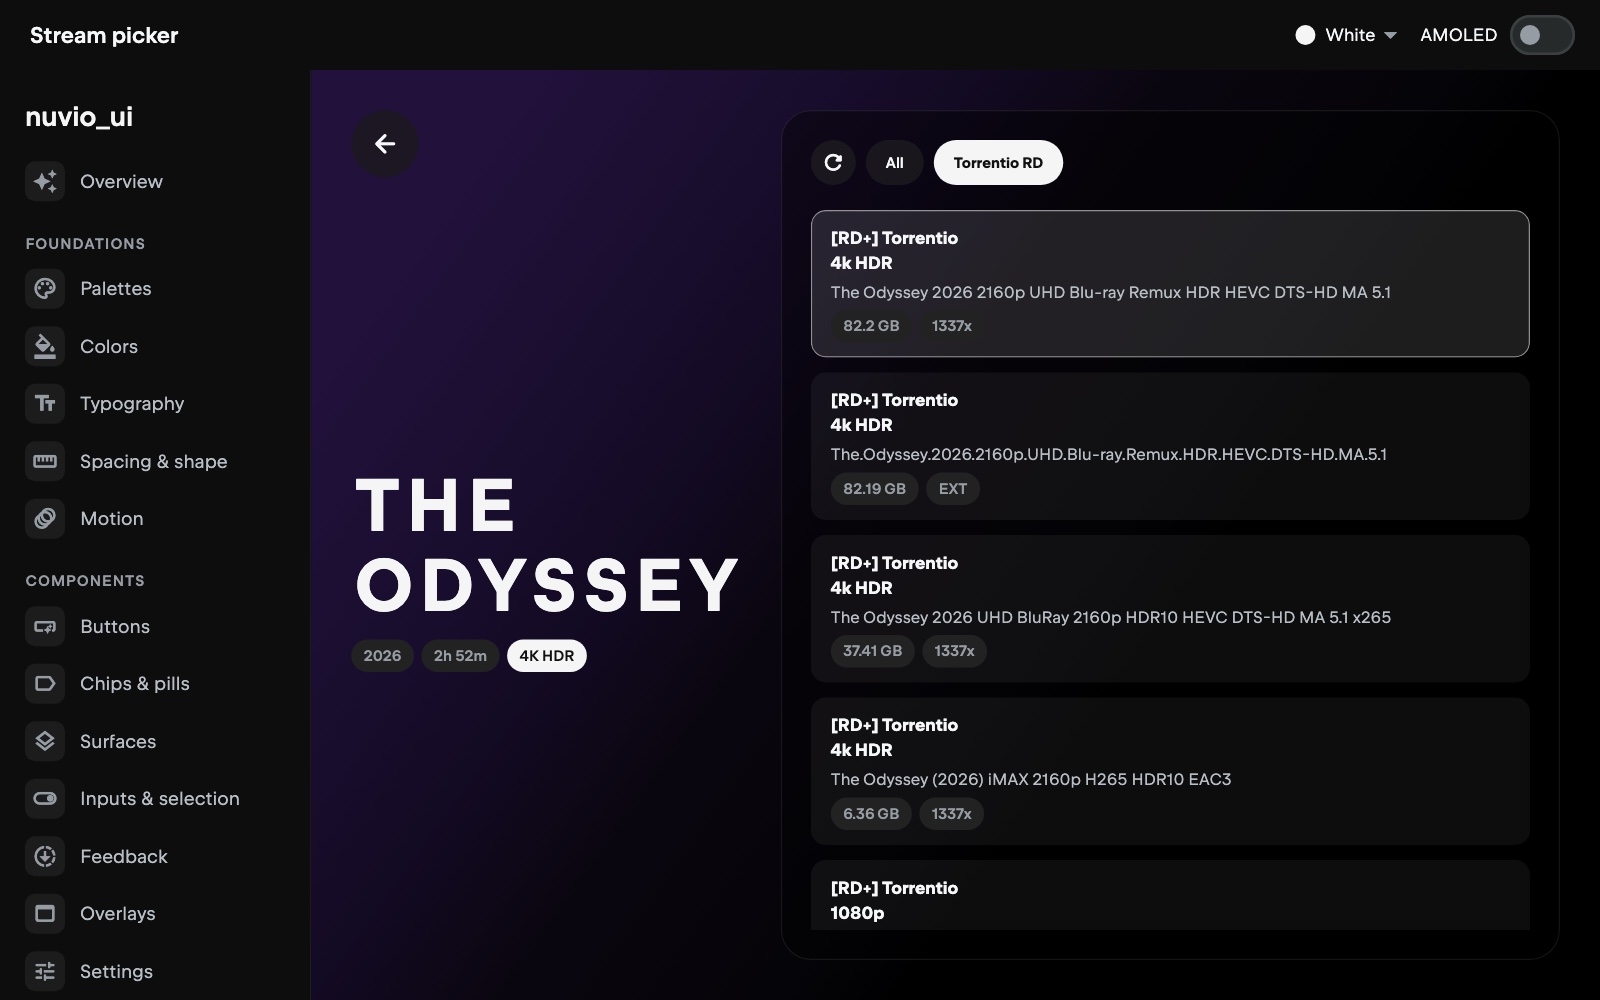 Stream picker
White
AMOLED
nuvio_ui
Overview
FOUNDATIONS
Palettes
Colors
Typography
Spacing & shape
Motion
COMPONENTS
Buttons
Chips & pills
Surfaces
Inputs & selection
Feedback
Overlays
Settings
THE
ODYSSEY
2026
2h 52m
4K HDR
All
Torrentio RD
[RD+] Torrentio
4k HDR
The Odyssey 2026 2160p UHD Blu-ray Remux HDR HEVC DTS-HD MA 5.1
82.2 GB
1337x
[RD+] Torrentio
4k HDR
The.Odyssey.2026.2160p.UHD.Blu-ray.Remux.HDR.HEVC.DTS-HD.MA.5.1
82.19 GB
EXT
[RD+] Torrentio
4k HDR
The Odyssey 2026 UHD BluRay 2160p HDR10 HEVC DTS-HD MA 5.1 x265
37.41 GB
1337x
[RD+] Torrentio
4k HDR
The Odyssey (2026) iMAX 2160p H265 HDR10 EAC3
6.36 GB
1337x
[RD+] Torrentio
1080p